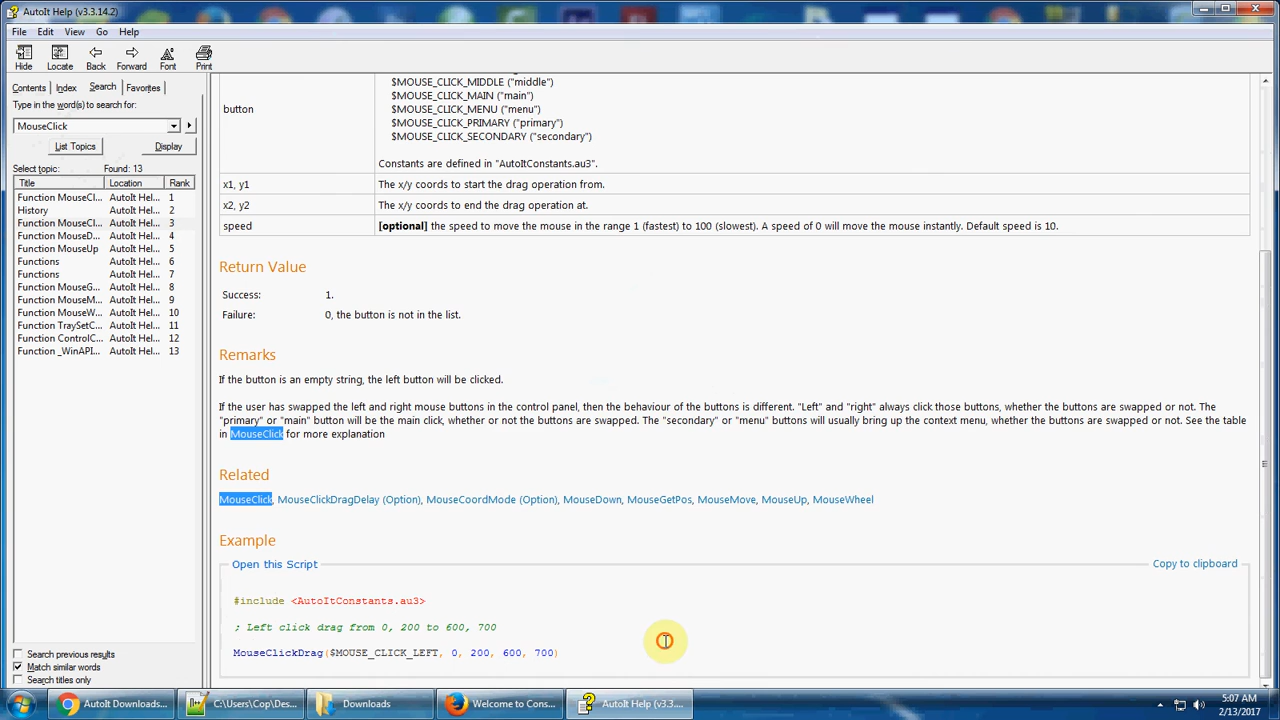 AutoIt Help (v3.3.14.2)
File Edit View Go Help
Hide Locate Back Forward Font Print
Contents Index Search Favorites
Type in the word(s) to search for:
MouseClick
List Topics Display
Select topic: Found: 13
Title Location Rank
Function MouseCl... AutoIt Hel... 1
History AutoIt Hel... 2
Function MouseCl... AutoIt Hel... 3
Function MouseD... AutoIt Hel... 4
Function MouseUp AutoIt Hel... 5
Functions AutoIt Hel... 6
Functions AutoIt Hel... 7
Function MouseG... AutoIt Hel... 8
Function MouseM... AutoIt Hel... 9
Function MouseW... AutoIt Hel... 10
Function TraySetC... AutoIt Hel... 11
Function ControlC... AutoIt Hel... 12
Function _WinAPI... AutoIt Hel... 13
Search previous results
Match similar words
Search titles only
button
$MOUSE_CLICK_MIDDLE ("middle")
$MOUSE_CLICK_MAIN ("main")
$MOUSE_CLICK_MENU ("menu")
$MOUSE_CLICK_PRIMARY ("primary")
$MOUSE_CLICK_SECONDARY ("secondary")
Constants are defined in "AutoItConstants.au3".
x1, y1 The x/y coords to start the drag operation from.
x2, y2 The x/y coords to end the drag operation at.
speed [optional] the speed to move the mouse in the range 1 (fastest) to 100 (slowest). A speed of 0 will move the mouse instantly. Default speed is 10.
Return Value
Success: 1.
Failure: 0, the button is not in the list.
Remarks
If the button is an empty string, the left button will be clicked.
If the user has swapped the left and right mouse buttons in the control panel, then the behaviour of the buttons is different. "Left" and "right" always click those buttons, whether the buttons are swapped or not. The
"primary" or "main" button will be the main click, whether or not the buttons are swapped. The "secondary" or "menu" buttons will usually bring up the context menu, whether the buttons are swapped or not. See the table
in MouseClick for more explanation
Related
MouseClick, MouseClickDragDelay (Option), MouseCoordMode (Option), MouseDown, MouseGetPos, MouseMove, MouseUp, MouseWheel
Example
Open this Script Copy to clipboard
#include <AutoItConstants.au3>
; Left click drag from 0, 200 to 600, 700
MouseClickDrag($MOUSE_CLICK_LEFT, 0, 200, 600, 700)
AutoIt Downloads... C:\Users\Cop\Des... Downloads Welcome to Cons... AutoIt Help (v3.3....
5:07 AM
2/13/2017